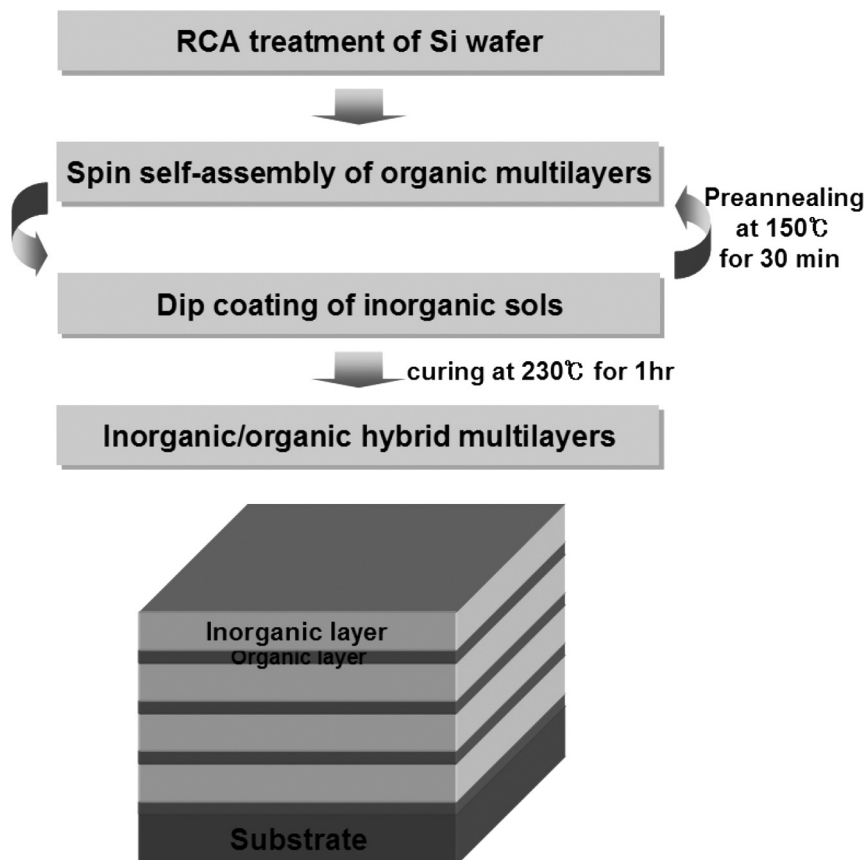 RCA treatment of Si wafer
Spin self-assembly of organic multilayers
Preannealing
at 150℃
for 30 min
Dip coating of inorganic sols
curing at 230℃ for 1hr
Inorganic/organic hybrid multilayers
Inorganic layer
Organic layer
Substrate